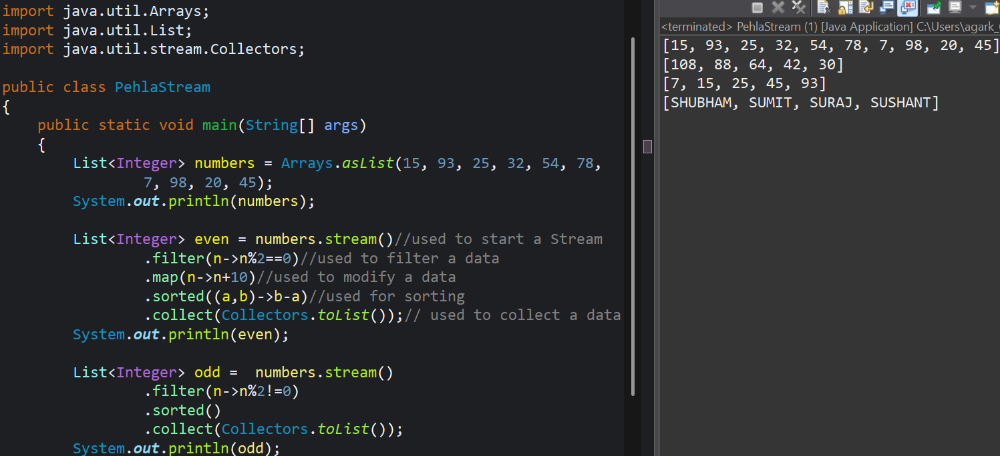 import java.util.Arrays;
import java.util.List;
import java.util.stream.Collectors;
public class PehlaStream
{
public static void main(String[] args)
{
List<Integer> numbers = Arrays.asList(15, 93, 25, 32, 54, 78,
7, 98, 20, 45);
System.out.println(numbers);
List<Integer> even = numbers.stream()//used to start a Stream
.filter(n->n%2==0)//used to filter a data
.map(n->n+10)//used to modify a data
.sorted((a,b)->b-a)//used for sorting
.collect(Collectors.toList());// used to collect a data
System.out.println(even);
List<Integer> odd =  numbers.stream()
.filter(n->n%2!=0)
.sorted()
.collect(Collectors.toList());
System.out.println(odd);
<terminated> PehlaStream (1) [Java Application] C:\Users\agark_
[15, 93, 25, 32, 54, 78, 7, 98, 20, 45]
[108, 88, 64, 42, 30]
[7, 15, 25, 45, 93]
[SHUBHAM, SUMIT, SURAJ, SUSHANT]